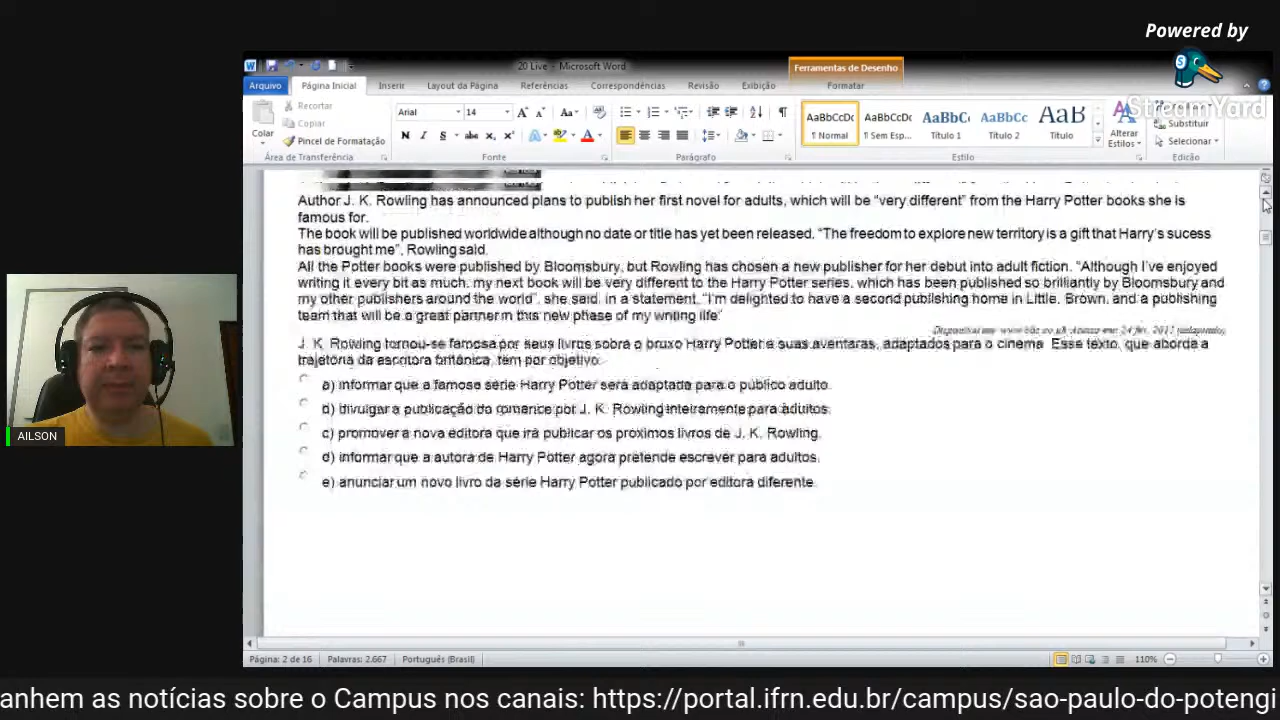 Powered by
StreamYard
20 Live - Microsoft Word
Ferramentas de Desenho
Arquivo Página Inicial Inserir Layout da Página Referências Correspondências Revisão Exibição Formatar
Recortar
Copiar
Colar
Pincel de Formatação
Área de Transferência
Arial 14
Fonte
Parágrafo
AaBbCcDc AaBbCcDc AaBbC AaBbCc AaB
¶ Normal ¶ Sem Esp... Título 1 Título 2 Título
Alterar Estilos
Estilo
Substituir
Selecionar
Edição
Author J. K. Rowling has announced plans to publish her first novel for adults, which will be “very different” from the Harry Potter books she is
famous for.
The book will be published worldwide although no date or title has yet been released. “The freedom to explore new territory is a gift that Harry’s sucess
has brought me”, Rowling said.
All the Potter books were published by Bloomsbury, but Rowling has chosen a new publisher for her debut into adult fiction. “Although I’ve enjoyed
writing it every bit as much, my next book will be very different to the Harry Potter series, which has been published so brilliantly by Bloomsbury and
my other publishers around the world”, she said, in a statement. “I’m delighted to have a second publishing home in Little, Brown, and a publishing
team that will be a great partner in this new phase of my writing life”
J. K. Rowling tornou-se famosa por seus livros sobre o bruxo Harry Potter e suas aventuras, adaptados para o cinema. Esse texto, que aborda a
trajetória da escritora britânica, tem por objetivo
a) informar que a famosa série Harry Potter será adaptada para o público adulto.
b) divulgar a publicação do romance por J. K. Rowling inteiramente para adultos.
c) promover a nova editora que irá publicar os próximos livros de J. K. Rowling.
d) informar que a autora de Harry Potter agora pretende escrever para adultos.
e) anunciar um novo livro da série Harry Potter publicado por editora diferente
AILSON
Página: 2 de 16 Palavras: 2.667 Português (Brasil) 110%
anhem as notícias sobre o Campus nos canais: https://portal.ifrn.edu.br/campus/sao-paulo-do-potengi